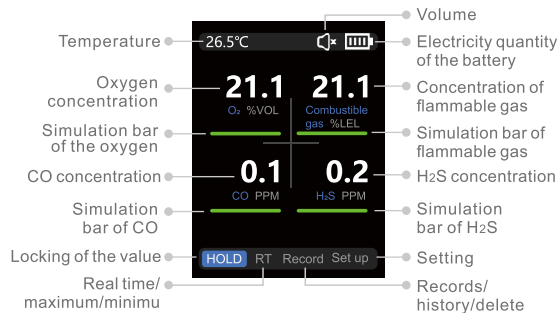 Volume
Temperature
26.5℃
Electricity quantity
of the battery
Oxygen
concentration
21.1
O₂ %VOL
21.1
Combustible
gas %LEL
Concentration of
flammable gas
Simulation bar
of the oxygen
Simulation bar of
flammable gas
CO concentration
0.1
CO PPM
0.2
H₂S PPM
H2S concentration
Simulation
bar of CO
Simulation
bar of H2S
Locking of the value
HOLD RT Record Set up
Setting
Real time/
maximum/minimu
Records/
history/delete